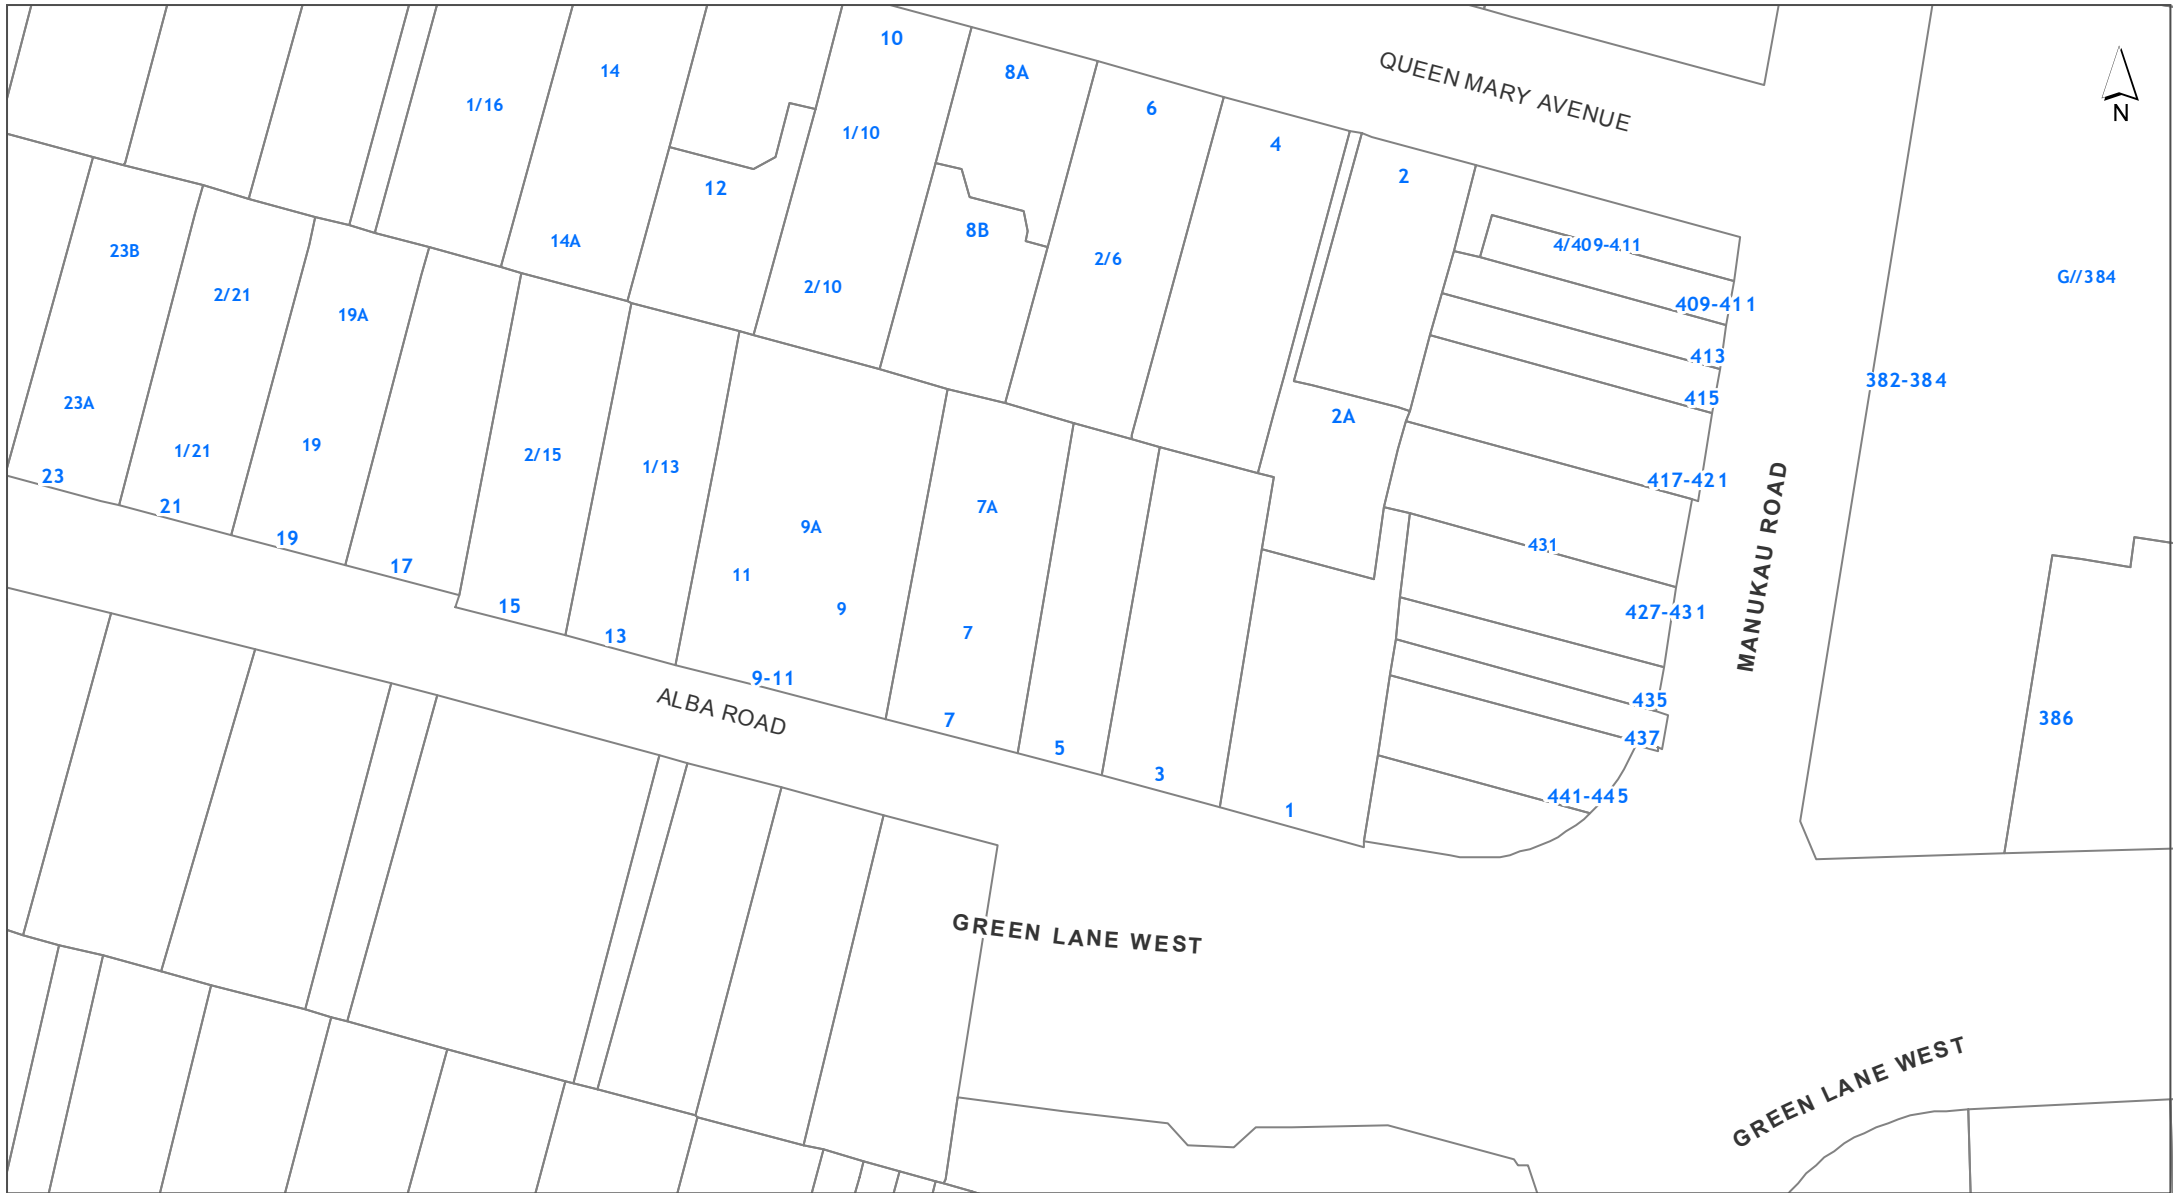 10
QUEEN MARY AVENUE
14
8A
N
1/16
6
1/10
4
2
12
8B
14A
23B
4/409-411
2/6
G//384
2/10
2/21
409-411
19A
413
382-384
415
23A
2A
19
1/21
2/15
1/13
23
417-421
21
7A
9A
19
431
17
11
MANUKAU ROAD
15
9
427-431
13
7
9-11
435
ALBA ROAD
7
386
437
5
3
441-445
1
GREEN LANE WEST
GREEN LANE WEST